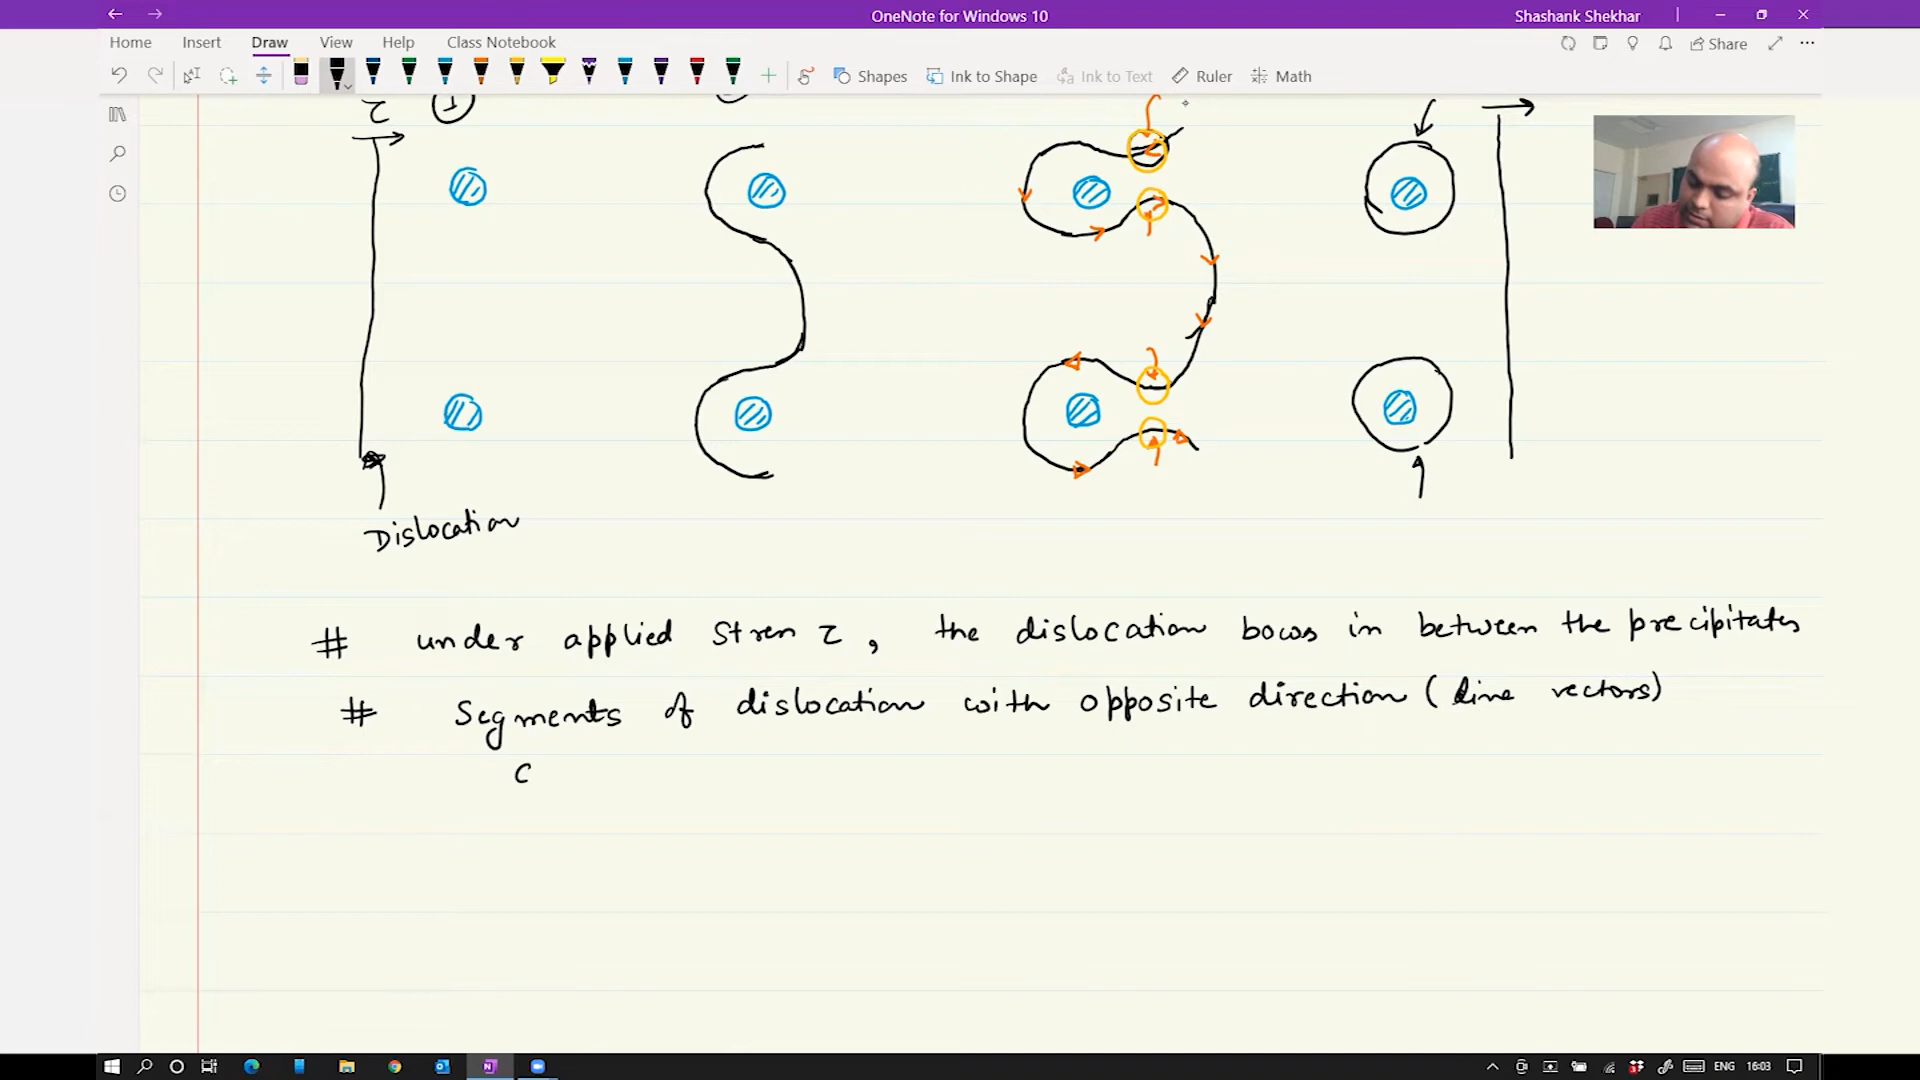 OneNote for Windows 10
Shashank Shekhar
Home Insert Draw View Help Class Notebook
Share
Shapes Ink to Shape Ink to Text Ruler Math
τ 1
Dislocation
# under applied Stress τ, the dislocation bows in between the precipitates
# Segments of dislocation with opposite direction (line vectors)
C
ENG 16:03